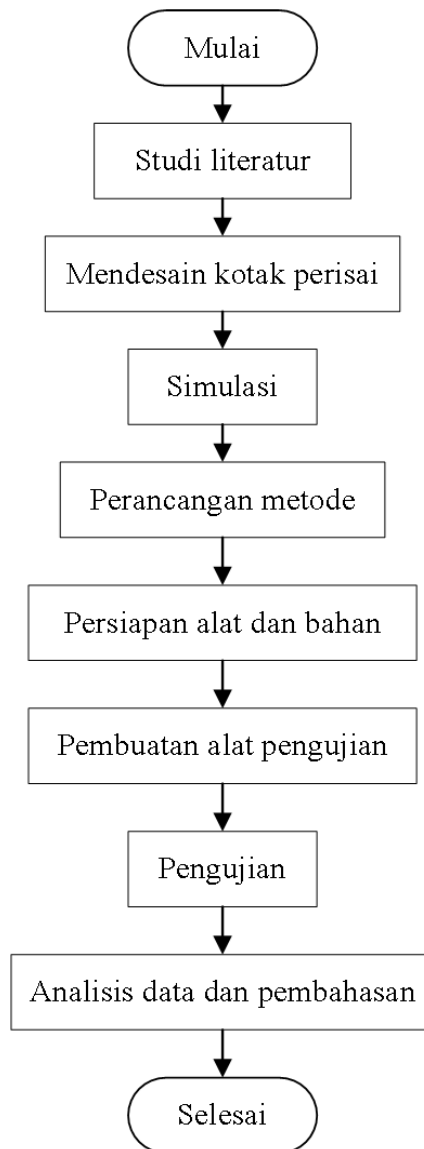 Mulai
Studi literatur
Mendesain kotak perisai
Simulasi
Perancangan metode
Persiapan alat dan bahan
Pembuatan alat pengujian
Pengujian
Analisis data dan pembahasan
Selesai